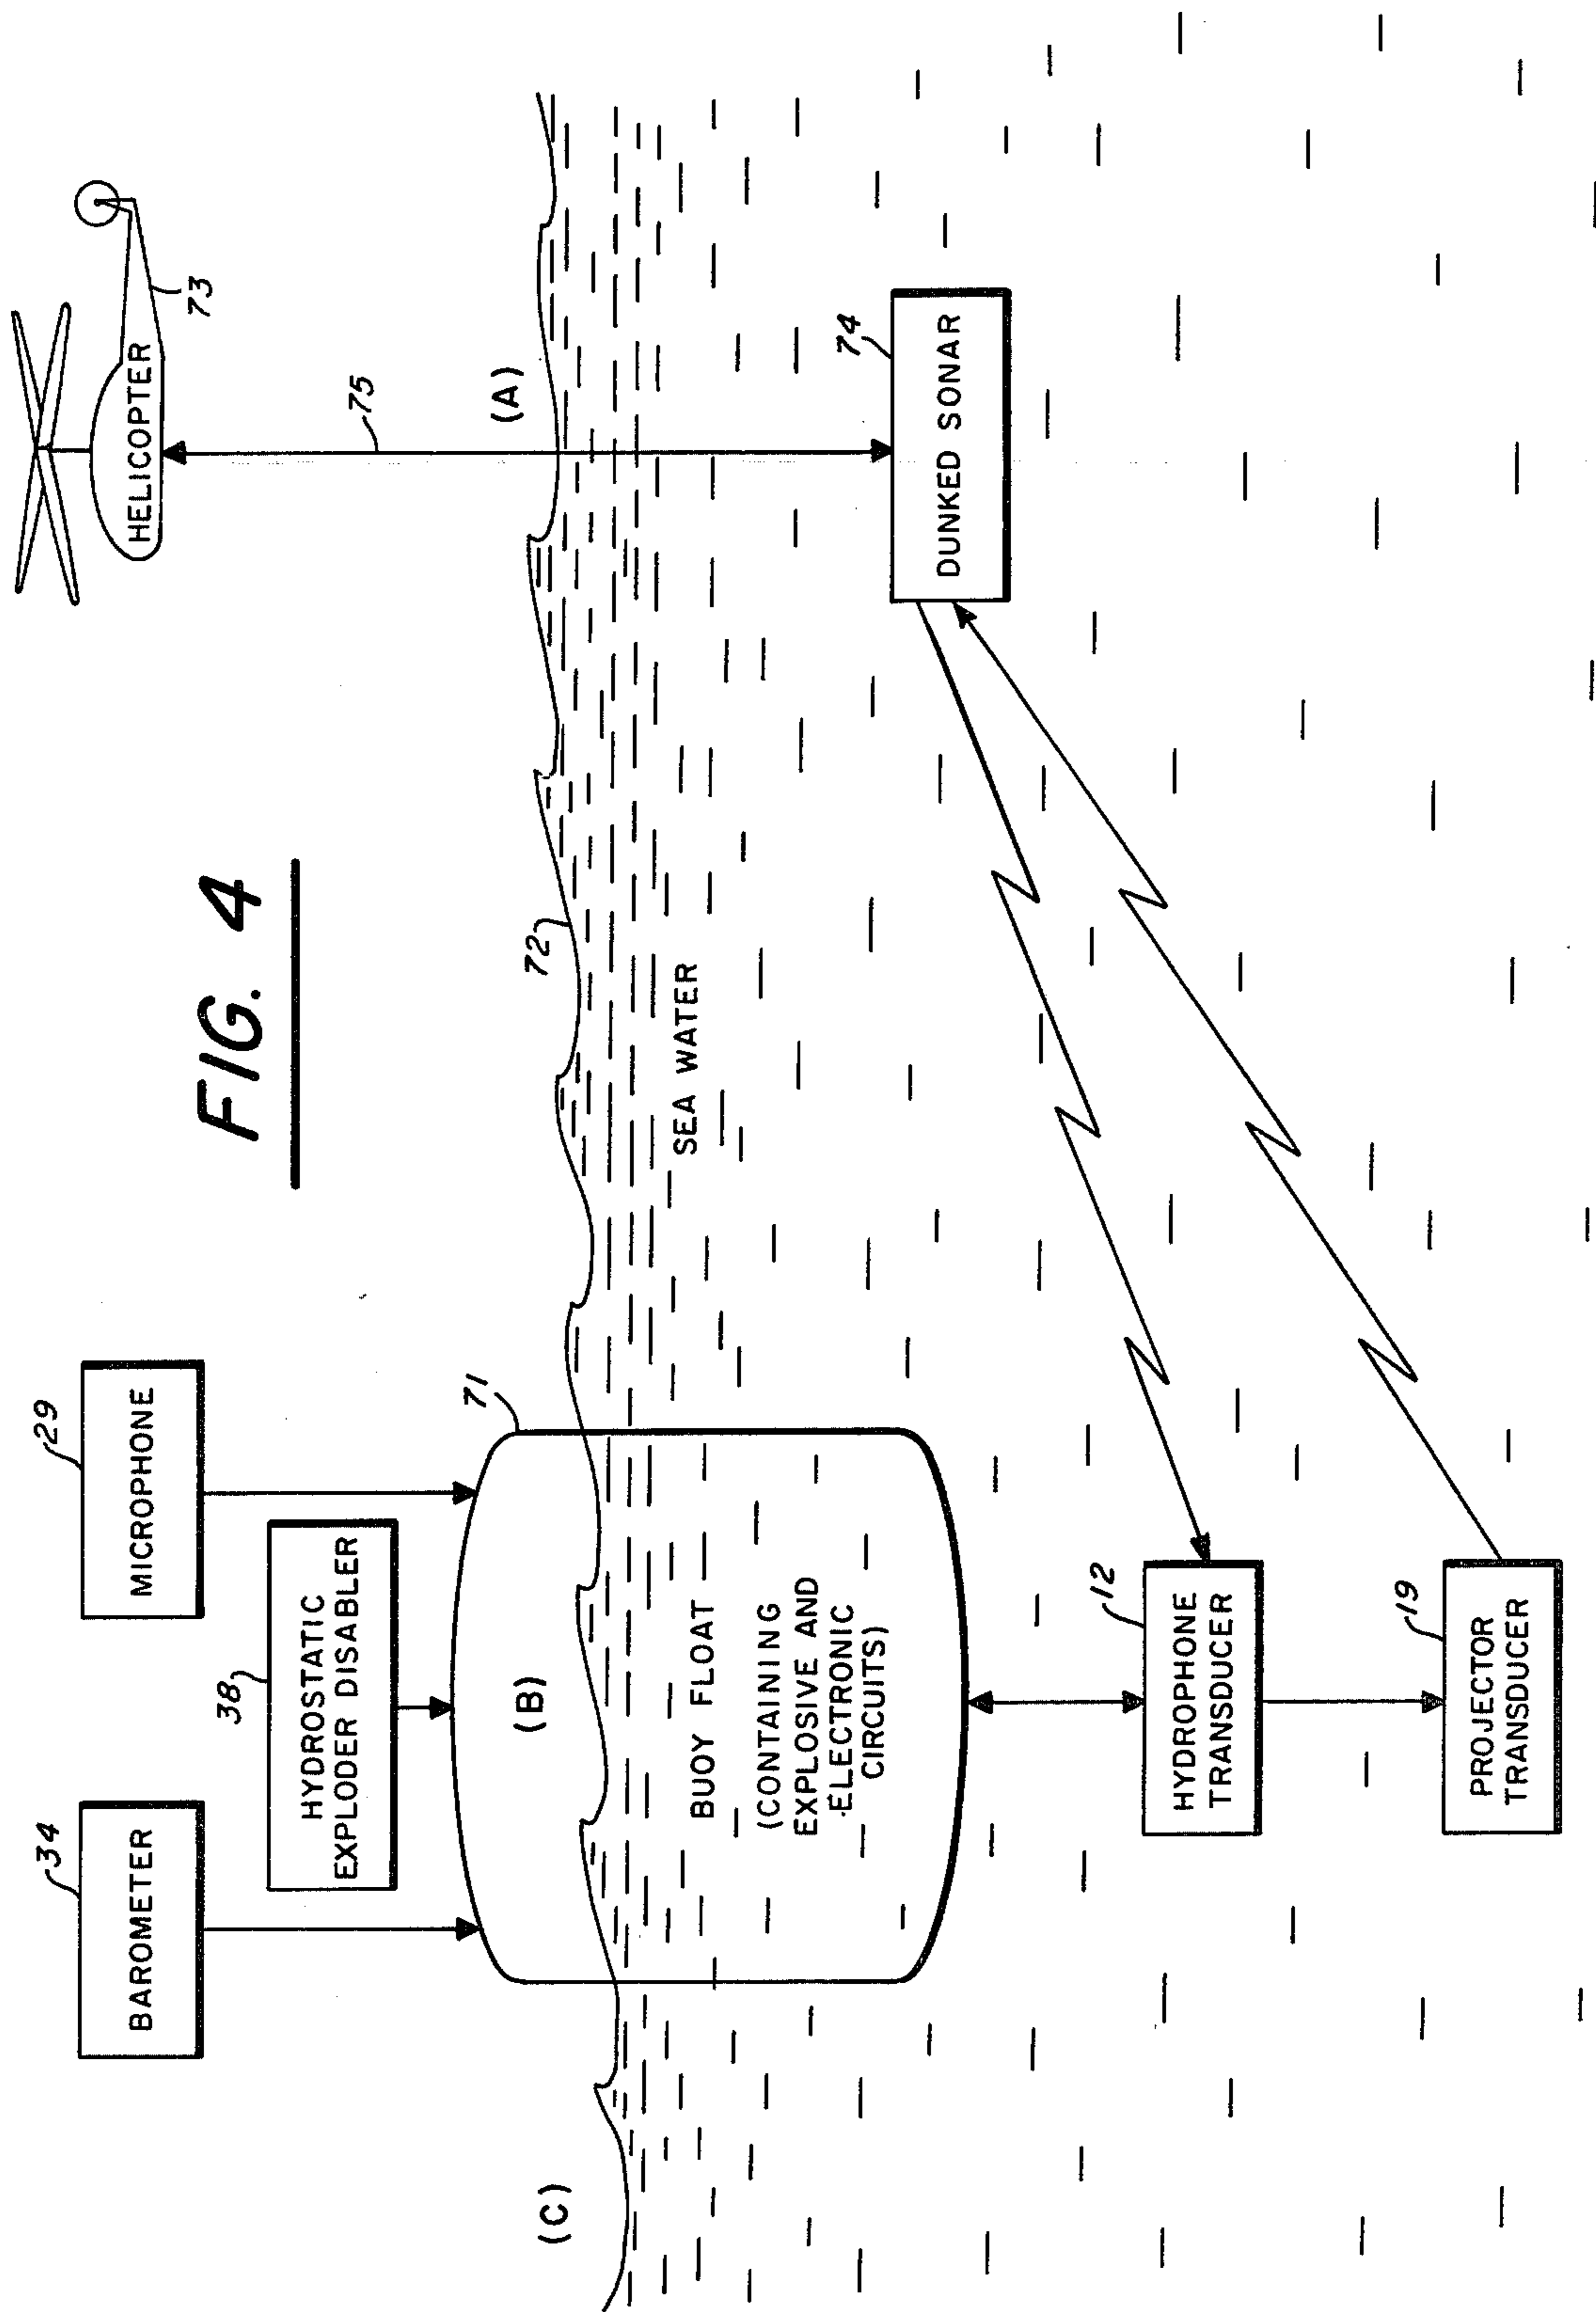 FIG. 4
34
BAROMETER
29
MICROPHONE
38
HYDROSTATIC
EXPLODER DISABLER
71
(C)
(B)
72
SEA WATER
BUOY FLOAT
(CONTAINING
EXPLOSIVE AND
ELECTRONIC
CIRCUITS)
12
HYDROPHONE
TRANSDUCER
19
PROJECTOR
TRANSDUCER
HELICOPTER
73
75
(A)
74
DUNKED SONAR